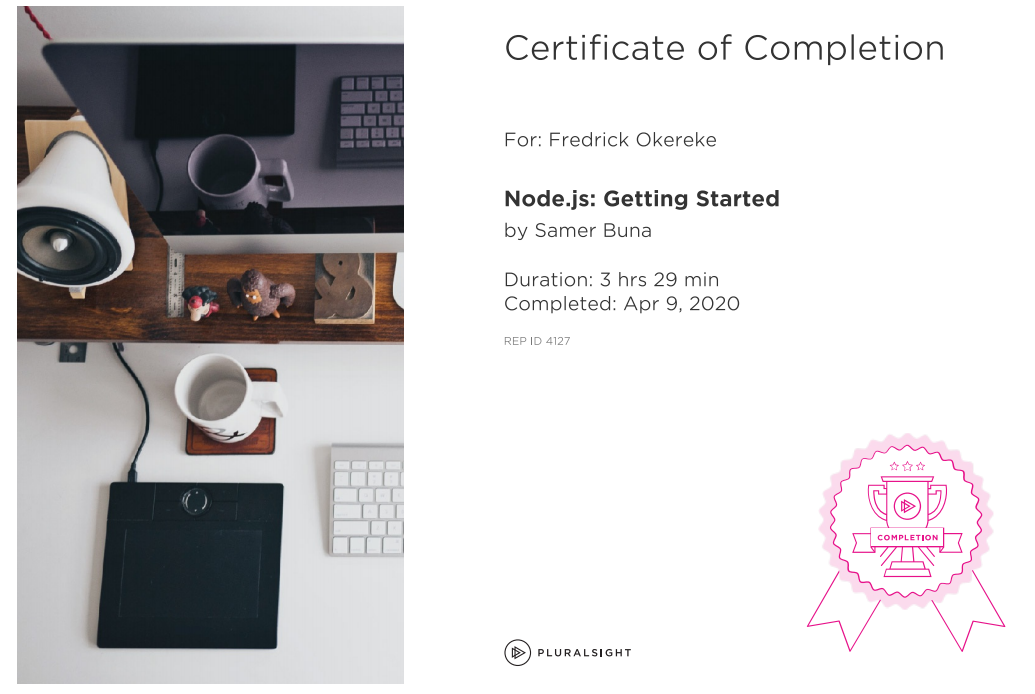 Certificate of Completion
For: Fredrick Okereke
Node.js: Getting Started
by Samer Buna
Duration: 3 hrs 29 min
Completed: Apr 9, 2020
REP ID 4127
COMPLETION
PLURALSIGHT